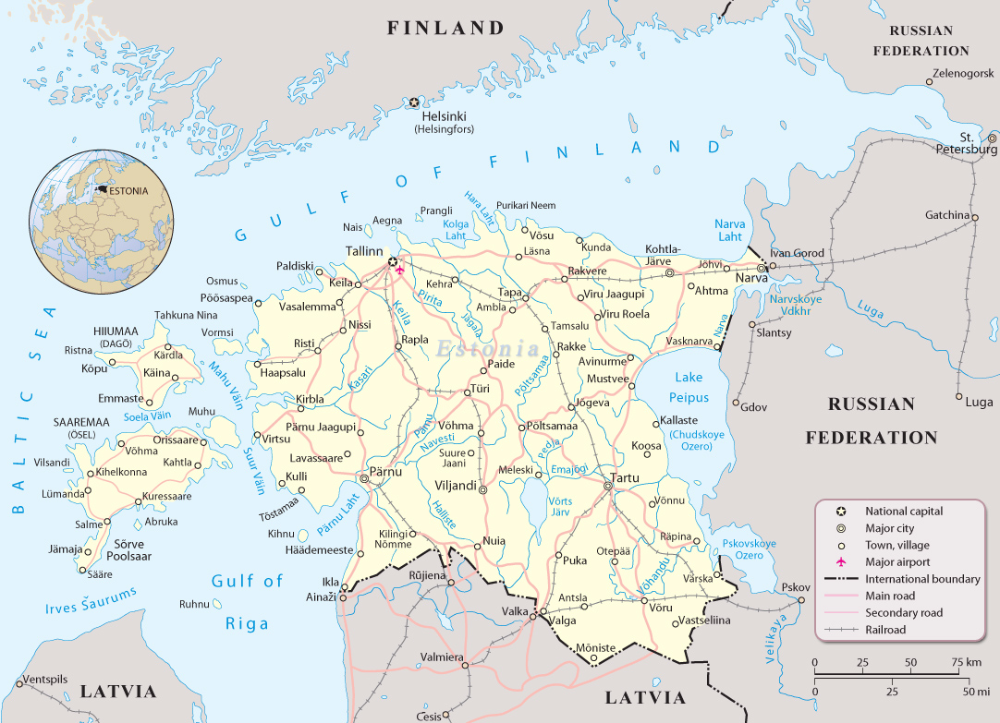 FINLAND
RUSSIAN
FEDERATION
Zelenogorsk
Helsinki
(Helsingfors)
St.
Petersburg
GULF OF FINLAND
ESTONIA
Gatchina
Hara Laht
Purikari Neem
Prangli
Aegna
Nais
Kolga
Laht
Võsu
Kunda
Narva
Laht
Tallinn
Läsna
Kohtla-
Järve
Jõhvi
Ivan Gorod
Paldiski
Keila
Kehra
Rakvere
Narva
Osmus
Põõsaspea
Vasalemma
Keila
Pirita
Tapa
Ambla
Viru Jaagupi
Ahtma
Narvskoye
Vdkhr
Luga
BALTIC SEA
Tahkuna Nina
Vormsi
Nissi
Jägala
Viru Roela
Narva
Slantsy
HIIUMAA
(DAGÖ)
Ristna
Kõpu
Kärdla
Käina
Risti
Rapla
Tamsalu
Rakke
Vasknarva
Estonia
Avinurme
Haapsalu
Mahu Väin
Kasari
Paide
Põltsamaa
Mustvee
Lake
Peipus
(Chudskoye
Ozero)
Emmaste
Soela Väin
Muhu
Kirbla
Türi
Jõgeva
Gdov
Luga
RUSSIAN
FEDERATION
SAAREMAA
(ÖSEL)
Orissaare
Võhma
Kahtla
Virtsu
Pärnu Jaagupi
Pärnu
Võhma
Navesti
Põltsamaa
Kallaste
Vilsandi
Kihelkonna
Suur Väin
Lavassaare
Suure
Jaani
Pedja
Koosa
Kulli
Pärnu
Viljandi
Meleski
Emajõgi
Tartu
Lümanda
Kuressaare
Tõstamaa
Pärnu Laht
Halliste
Võrts
Järv
Võnnu
Salme
Abruka
Jämaja
Sõrve
Poolsaar
Kihnu
Häädemeeste
Kilingi
Nõmme
Nuia
Puka
Otepää
Räpina
Pskovskoye
Ozero
Sääre
Irves Šaurums
Gulf of
Riga
Ruhnu
Ikla
Ainaži
Rūjiena
Võhandu
Värska
Pskov
Velikaya
Valka
Valga
Antsla
Võru
Vastseliina
Mõniste
Valmiera
Cesis
Ventspils
LATVIA
LATVIA
National capital
Major city
Town, village
Major airport
International boundary
Main road
Secondary road
Railroad
0 25 50 75 km
0 25 50 mi